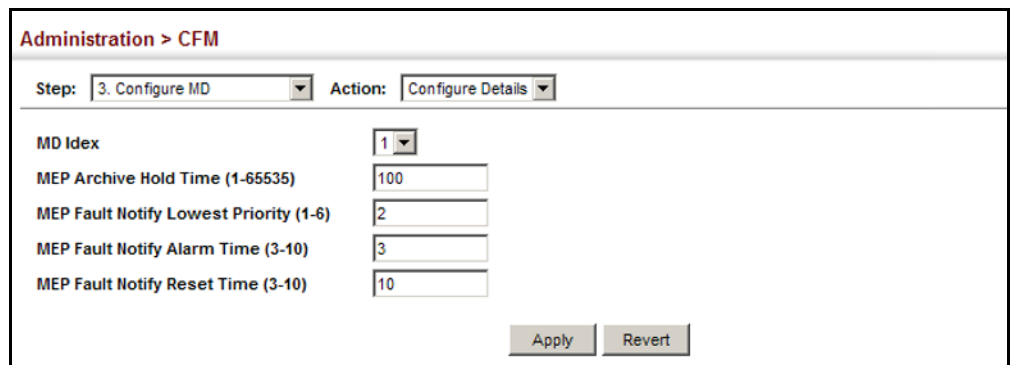 Administration > CFM
Step: 3. Configure MD Action: Configure Details
MD Idex 1
MEP Archive Hold Time (1-65535) 100
MEP Fault Notify Lowest Priority (1-6) 2
MEP Fault Notify Alarm Time (3-10) 3
MEP Fault Notify Reset Time (3-10) 10
Apply Revert